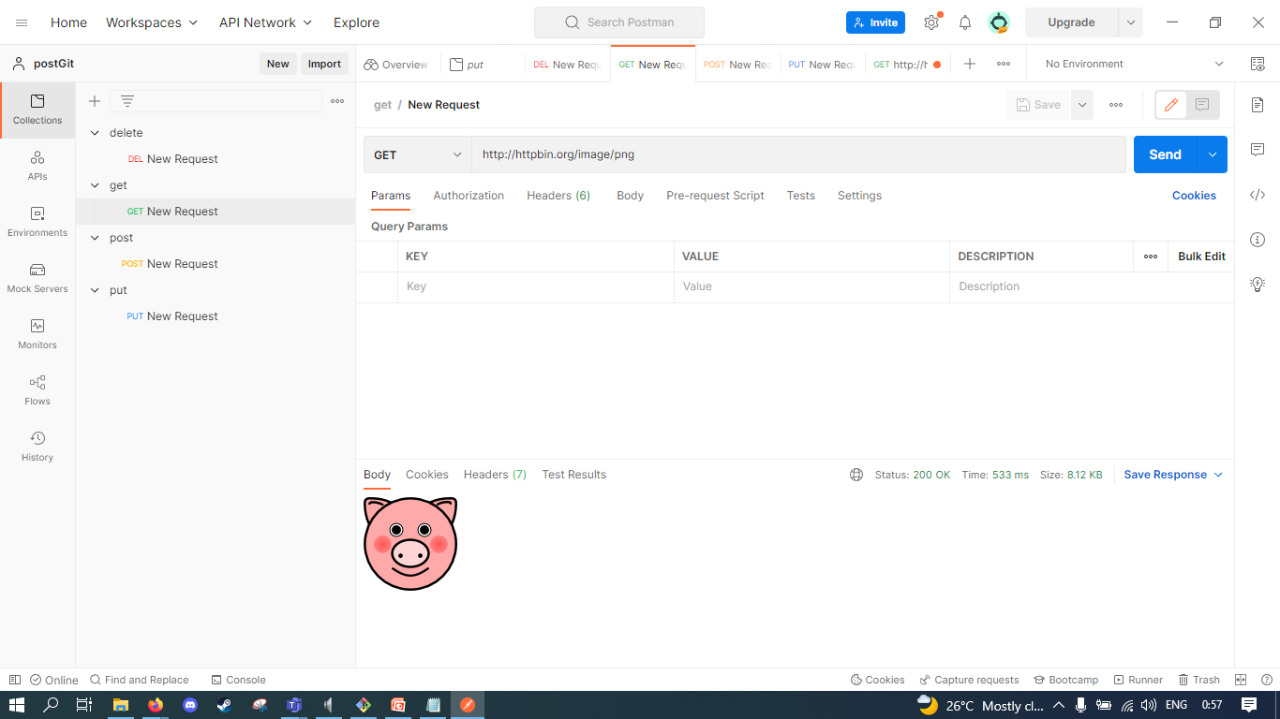 Home Workspaces API Network Explore Search Postman Invite Upgrade
postGit New Import Overview put DEL New Requ GET New Requ POST New Rec PUT New Requ GET http://h No Environment
get / New Request Save
Collections
delete
DEL New Request
GET http://httpbin.org/image/png Send
APIs
get
Params Authorization Headers (6) Body Pre-request Script Tests Settings Cookies
GET New Request
Query Params
Environments
post
KEY VALUE DESCRIPTION Bulk Edit
POST New Request
Mock Servers
put
Key Value Description
PUT New Request
Monitors
Flows
History
Body Cookies Headers (7) Test Results Status: 200 OK Time: 533 ms Size: 8.12 KB Save Response
Online Find and Replace Console Cookies Capture requests Bootcamp Runner Trash
26°C Mostly cl... ENG 0:57